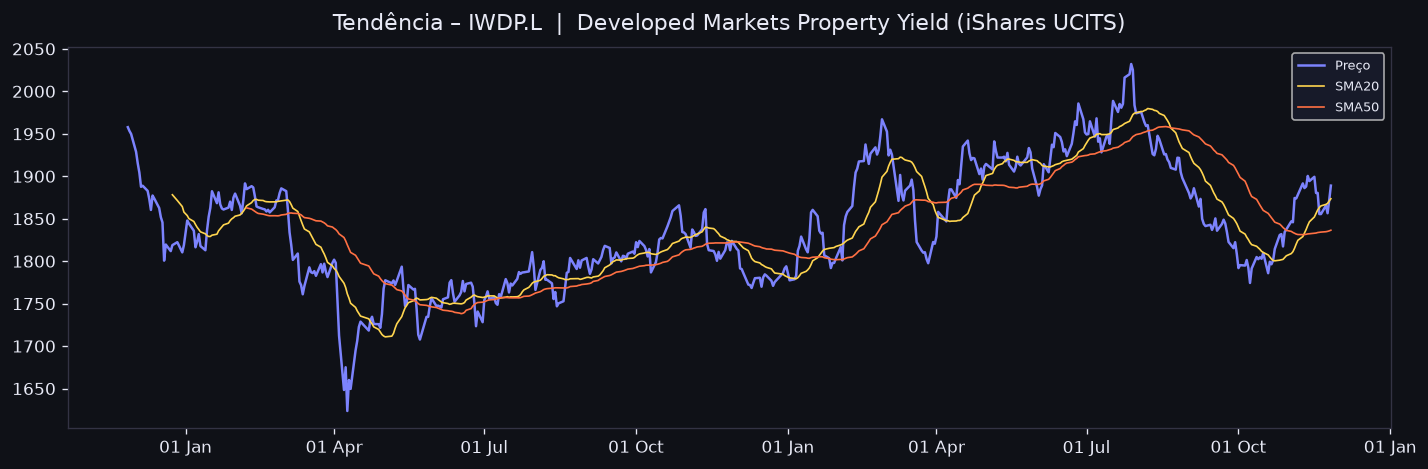 Tendência – IWDP.L | Developed Markets Property Yield (iShares UCITS)
2050
2000
1950
1900
1850
1800
1750
1700
1650
Preço
SMA20
SMA50
01 Jan
01 Apr
01 Jul
01 Oct
01 Jan
01 Apr
01 Jul
01 Oct
01 Jan